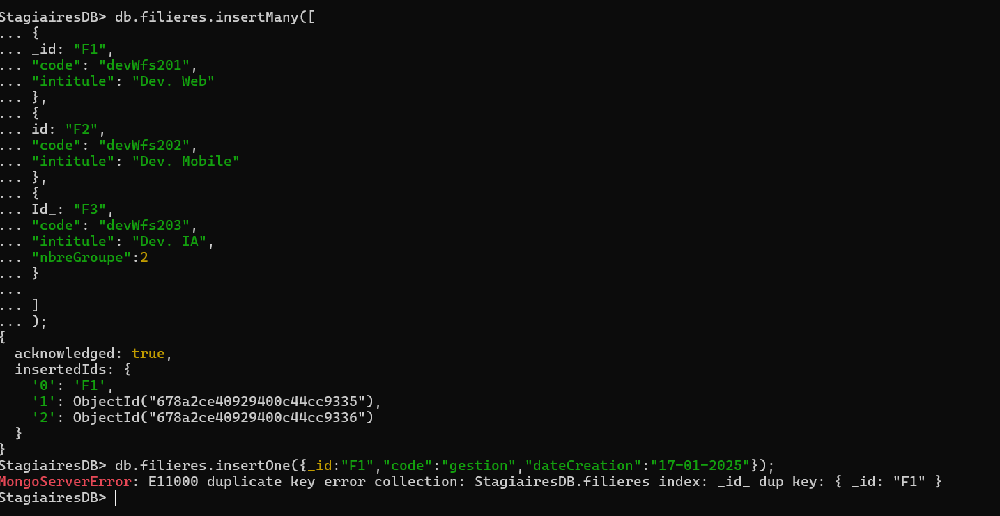 StagiairesDB> db.filieres.insertMany([
... {
... _id: "F1",
... "code": "devWfs201",
... "intitule": "Dev. Web"
... },
... {
... id: "F2",
... "code": "devWfs202",
... "intitule": "Dev. Mobile"
... },
... {
... Id_: "F3",
... "code": "devWfs203",
... "intitule": "Dev. IA",
... "nbreGroupe":2
... }
...
... ]
... );
{
  acknowledged: true,
  insertedIds: {
    '0': 'F1',
    '1': ObjectId("678a2ce40929400c44cc9335"),
    '2': ObjectId("678a2ce40929400c44cc9336")
  }
}
StagiairesDB> db.filieres.insertOne({_id:"F1","code":"gestion","dateCreation":"17-01-2025"});
MongoServerError: E11000 duplicate key error collection: StagiairesDB.filieres index: _id_ dup key: { _id: "F1" }
StagiairesDB>